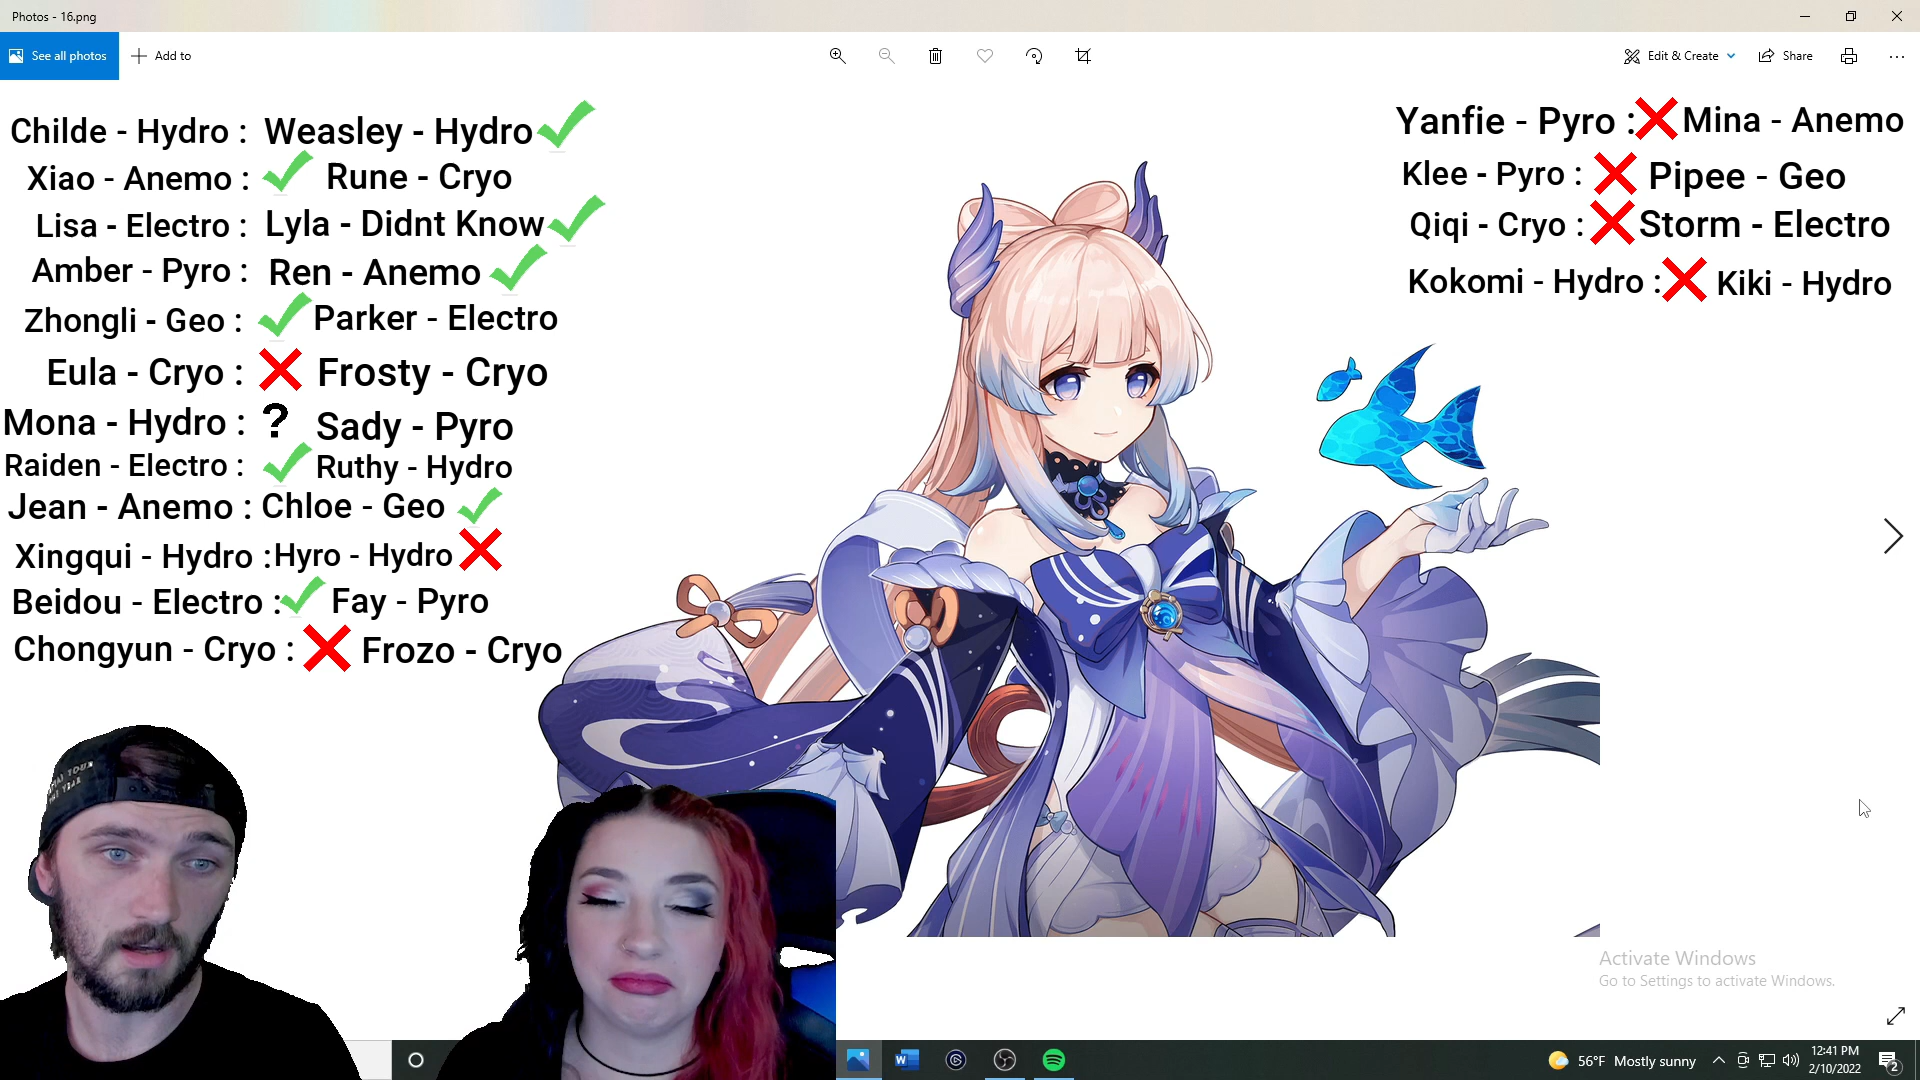 Photos - 16.png
See all photos
Add to
Edit & Create
Share
Childe - Hydro : Weasley - Hydro
Xiao - Anemo : Rune - Cryo
Lisa - Electro : Lyla - Didnt Know
Amber - Pyro : Ren - Anemo
Zhongli - Geo : Parker - Electro
Eula - Cryo : Frosty - Cryo
Mona - Hydro : ? Sady - Pyro
Raiden - Electro : Ruthy - Hydro
Jean - Anemo : Chloe - Geo
Xingqui - Hydro : Hyro - Hydro
Beidou - Electro : Fay - Pyro
Chongyun - Cryo : Frozo - Cryo
Yanfie - Pyro : Mina - Anemo
Klee - Pyro : Pipee - Geo
Qiqi - Cryo : Storm - Electro
Kokomi - Hydro : Kiki - Hydro
Activate Windows
Go to Settings to activate Windows.
56°F Mostly sunny
12:41 PM
2/10/2022
2